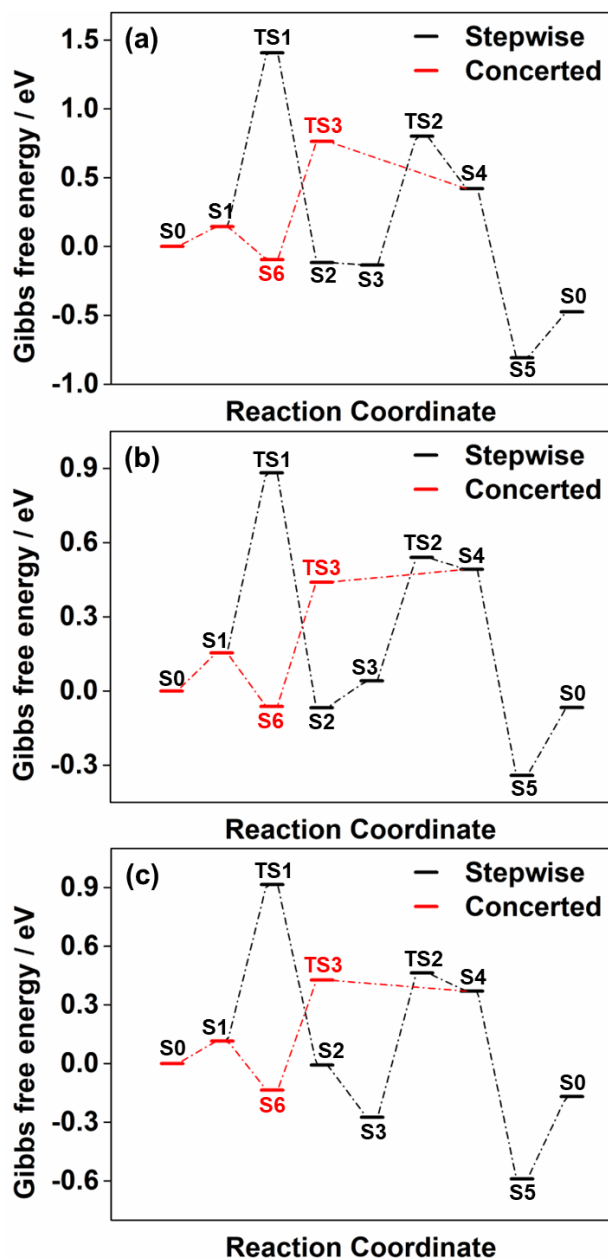 (a)
Stepwise
Concerted
Gibbs free energy / eV
1.5
1.0
0.5
0.0
-0.5
-1.0
TS1
TS3
TS2
S4
S0
S1
S6
S2
S3
S0
S5
Reaction Coordinate
(b)
Stepwise
Concerted
Gibbs free energy / eV
0.9
0.6
0.3
0.0
-0.3
TS1
TS3
TS2
S4
S0
S1
S3
S6
S2
S0
S5
Reaction Coordinate
(c)
Stepwise
Concerted
Gibbs free energy / eV
0.9
0.6
0.3
0.0
-0.3
-0.6
TS1
TS3
TS2
S4
S0
S1
S2
S6
S3
S0
S5
Reaction Coordinate